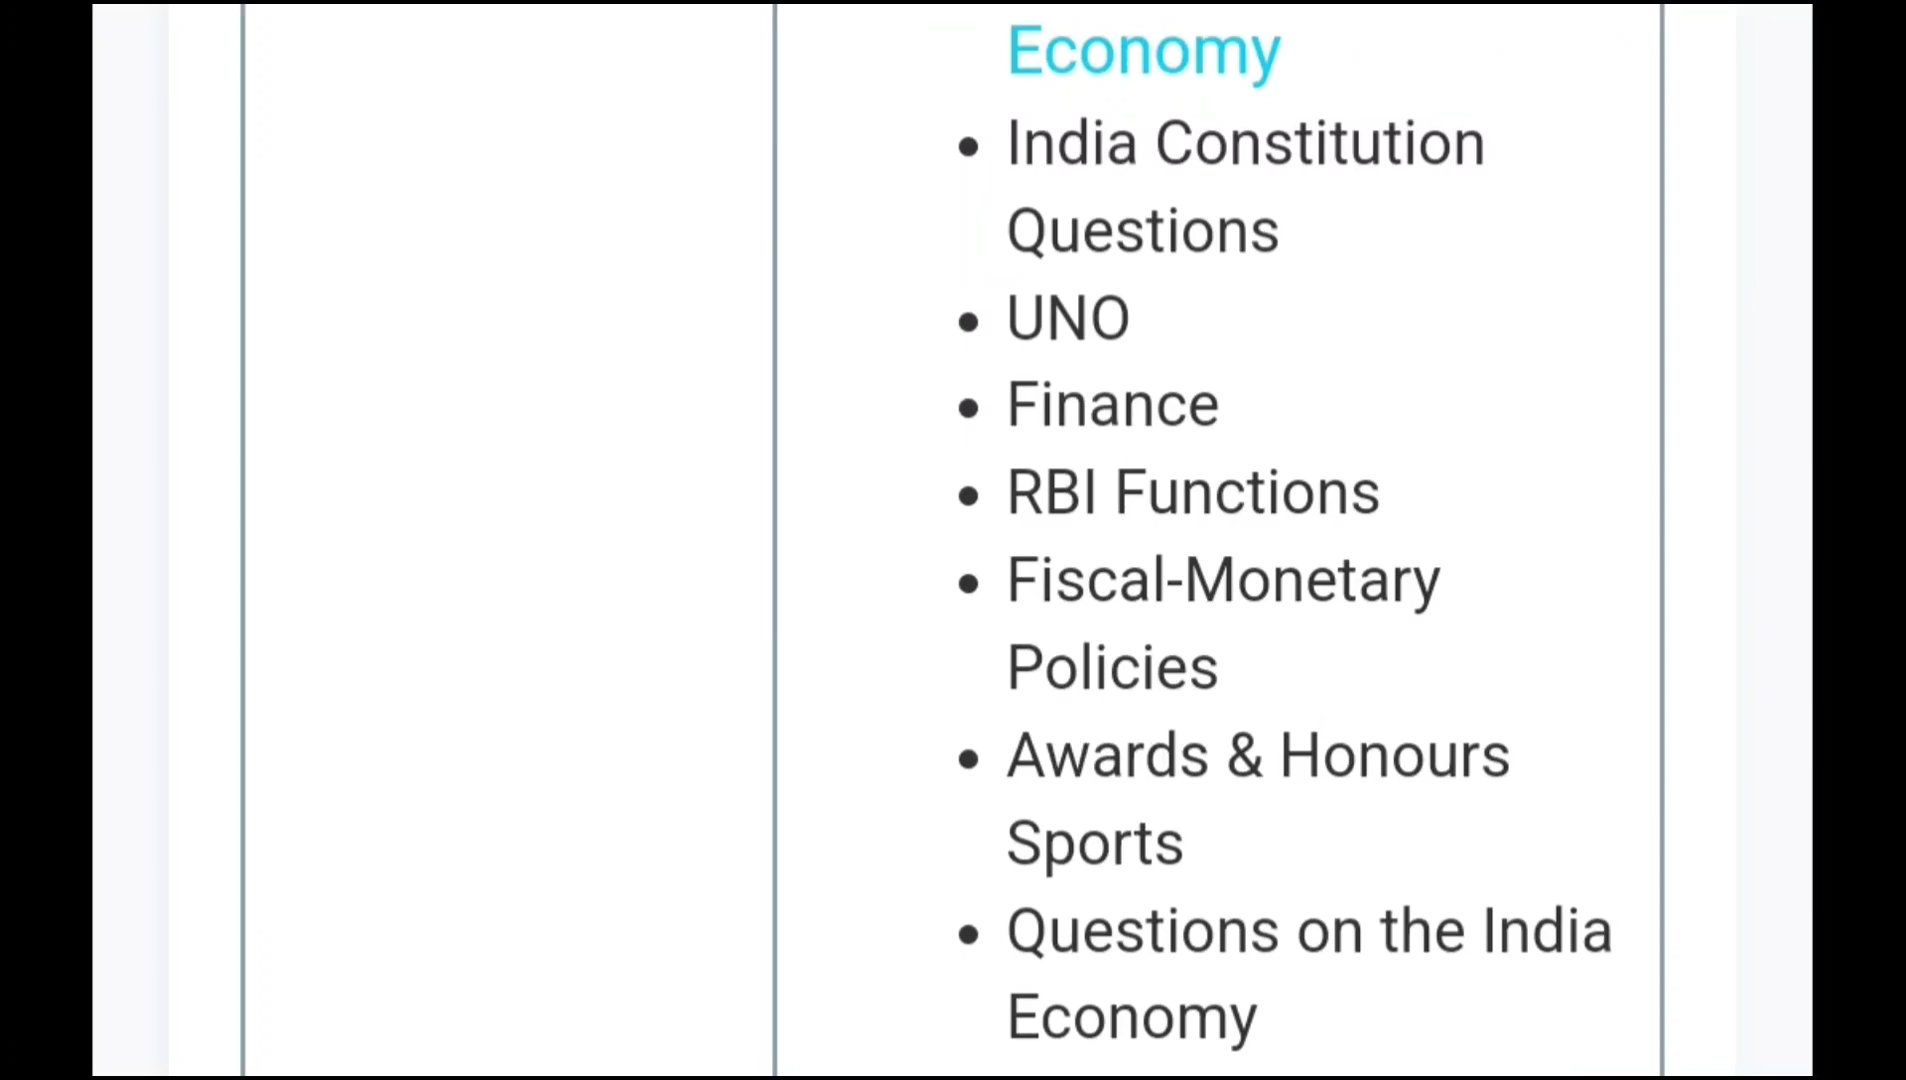 Economy
• India Constitution
Questions
• UNO
• Finance
• RBI Functions
• Fiscal-Monetary
Policies
• Awards & Honours
Sports
• Questions on the India
Economy